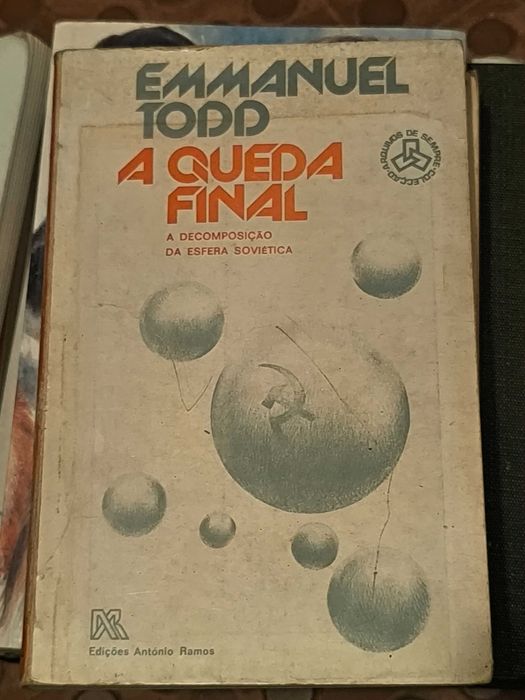 EMMANUEL
TODD
A QUEDA
FINAL
A DECOMPOSIÇÃO
DA ESFERA SOVIÉTICA
COLECÇÃO • ARQUIVOS DE SEMPRE •
Edições António Ramos